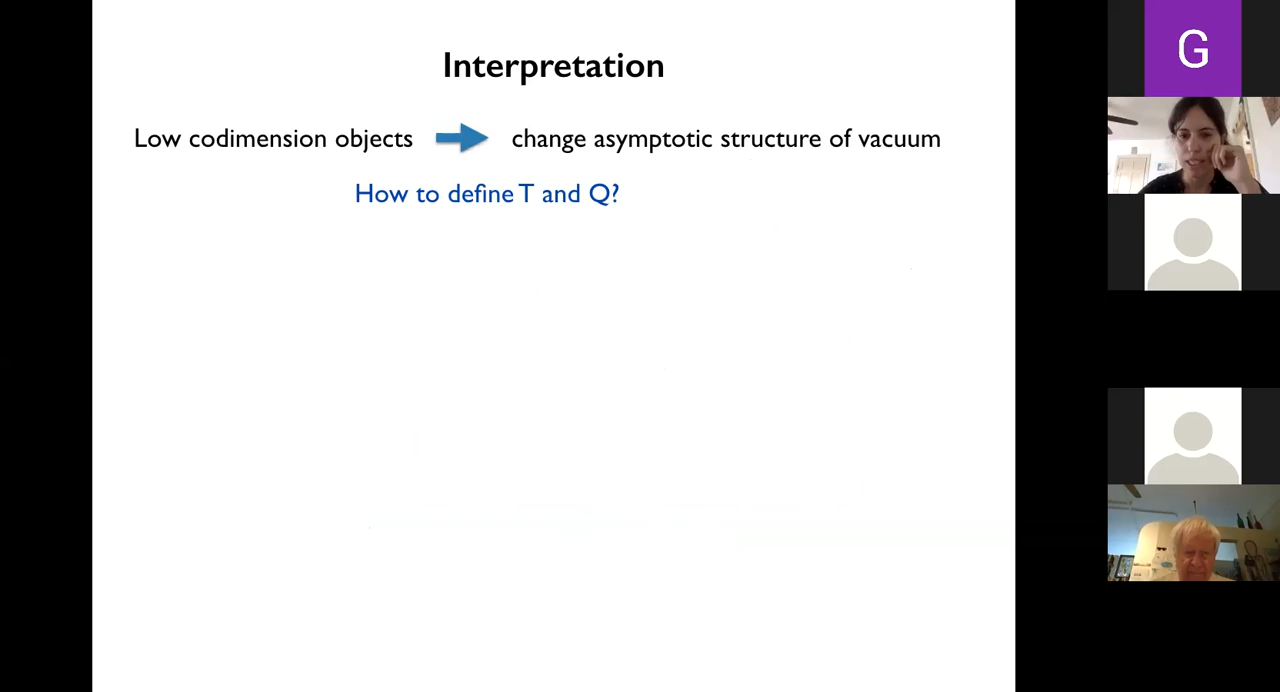 Interpretation
Low codimension objects change asymptotic structure of vacuum
How to define T and Q?
G